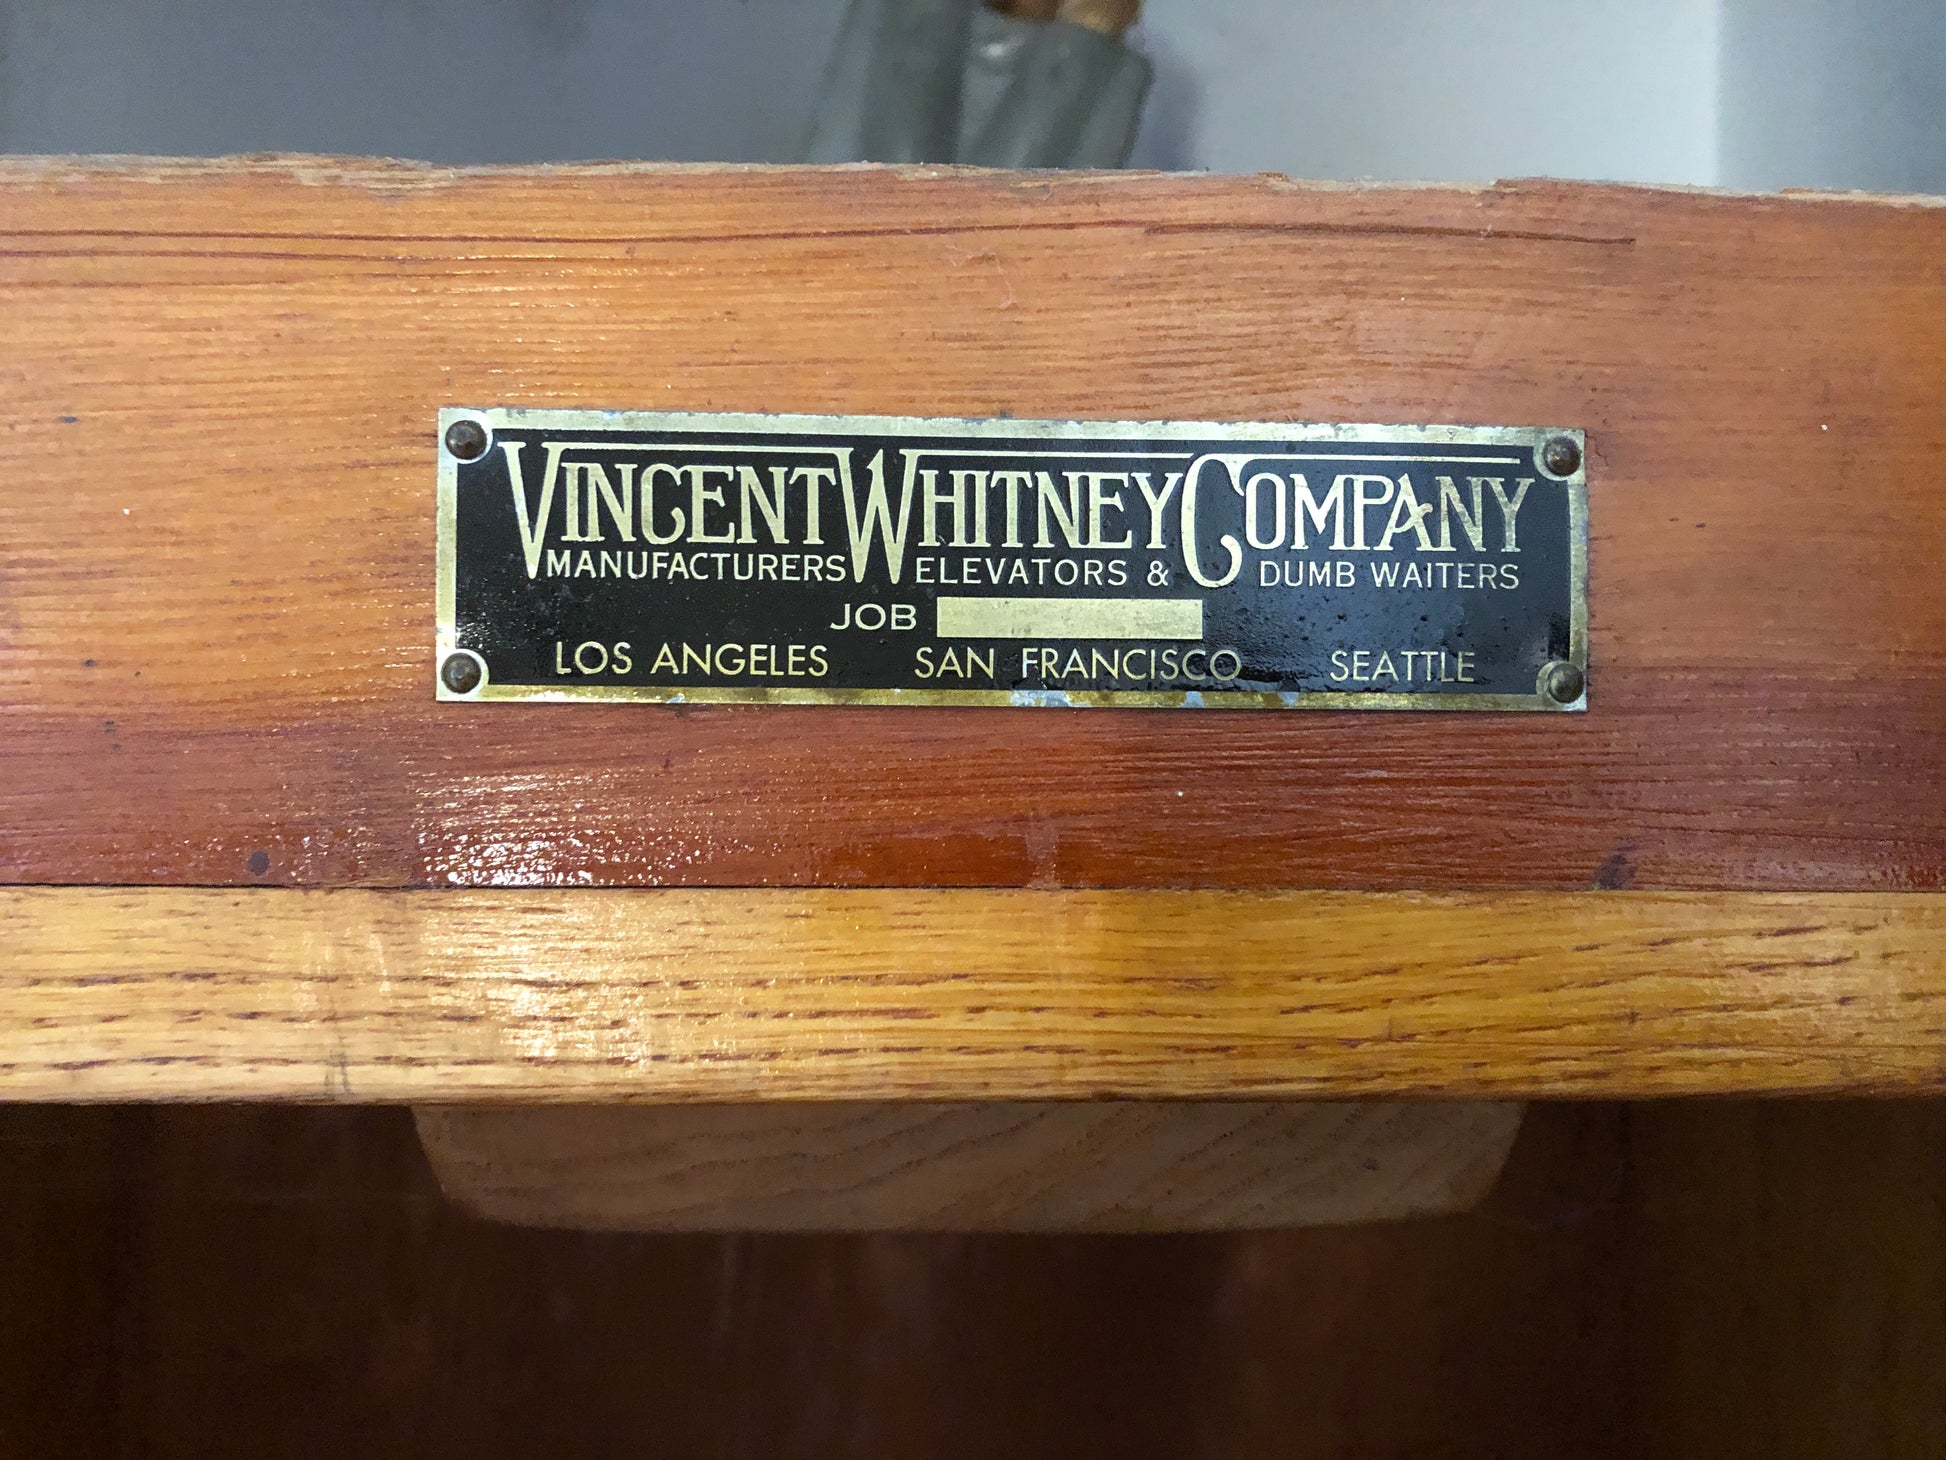 VINCENT WHITNEY COMPANY
MANUFACTURERS ELEVATORS & DUMB WAITERS
JOB
LOS ANGELES SAN FRANCISCO SEATTLE